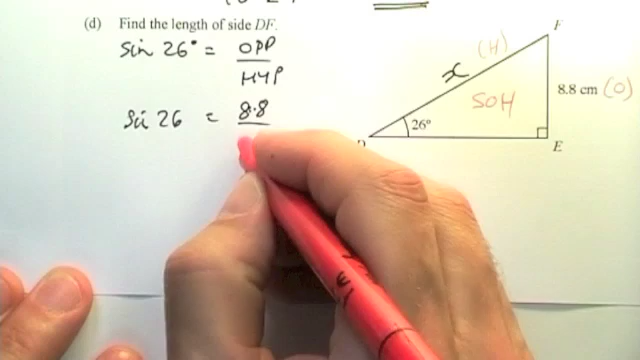 (d) Find the length of side DF.
sin 26° = OPP
HYP
sin 26 = 8.8
F
(H)
x
8.8 cm (O)
SOH
26°
E